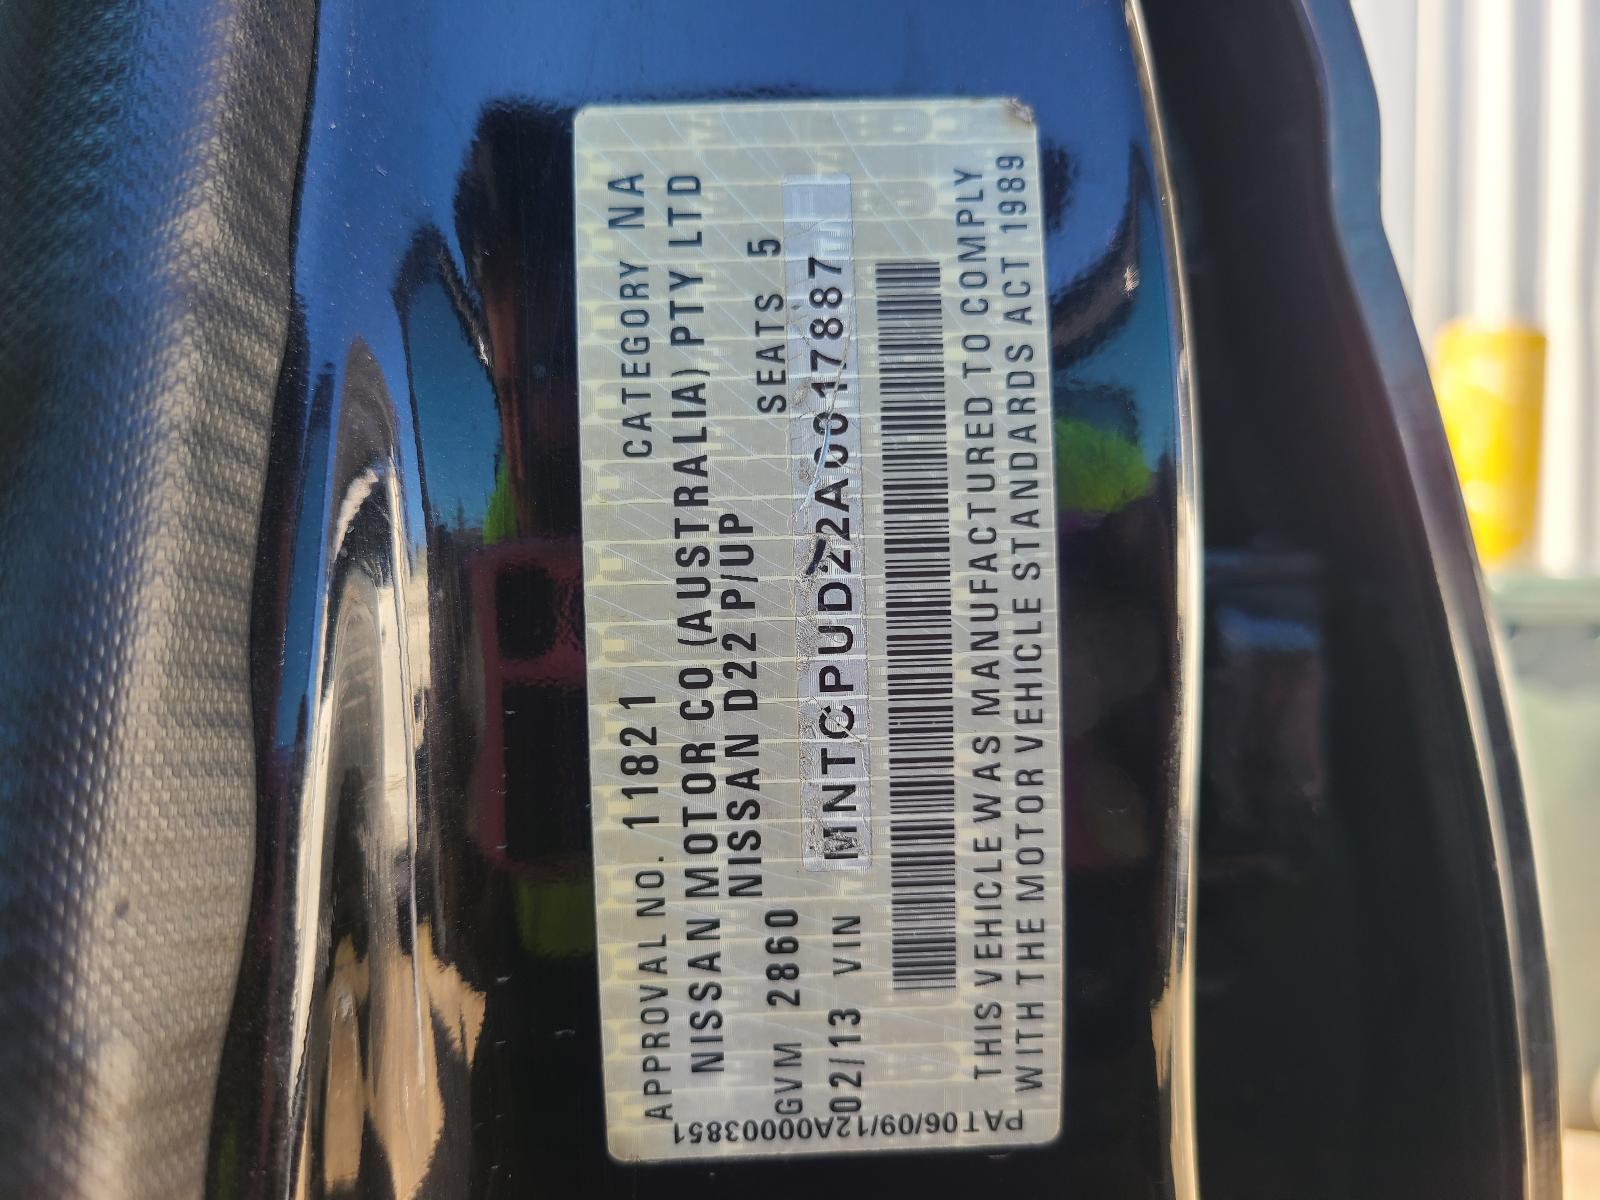 APPROVAL NO. 11821 CATEGORY NA
NISSAN MOTOR CO (AUSTRALIA) PTY LTD
NISSAN D22 P/UP
GVM 2860 SEATS 5
02/13 VIN MNTCPUD22A0017887
THIS VEHICLE WAS MANUFACTURED TO COMPLY
WITH THE MOTOR VEHICLE STANDARDS ACT 1989
PAT06/09/12A00003851